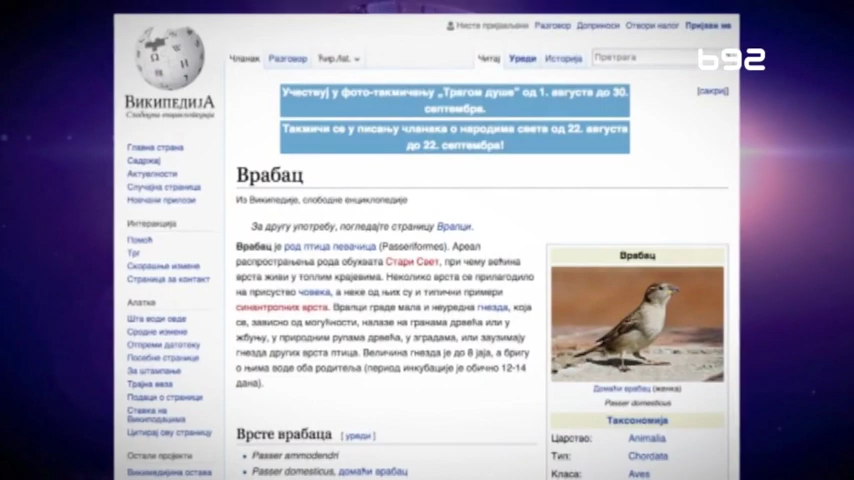 b92
Нисте пријављени Разговор Доприноси Отвори налог Пријави ме
Чланак Разговор Ћир./lat. Читај Уреди Историја Претрага
ВикипедијА
Слободна енциклопедија
Учествуј у фото-такмичењу „Трагом душе" од 1. августа до 30.
септембра.
[сакриј]
Такмичи се у писању чланака о народима света од 22. августа
до 22. септембра!
Главна страна
Садржај
Актуелности
Случајна страница
Новчани прилози
Интеракција
Помоћ
Трг
Скорашње измене
Страница за контакт
Алатке
Шта води овде
Сродне измене
Отпреми датотеку
Посебне странице
За штампање
Трајна веза
Подаци о страници
Ставка на
Википодацима
Цитирај ову страницу
Остали пројекти
Викимедијина остава
Врабац
Из Википедије, слободне енциклопедије
За другу употребу, погледајте страницу Врапци.
Врабац је род птица певачица (Passeriformes). Ареал
распрострањења рода обухвата Стари Свет, при чему већина
врста живи у топлим крајевима. Неколико врста се прилагодило
на присуство човека, а неке од њих су и типични примери
синантропних врста. Врапци граде мала и неуредна гнезда, која
се, зависно од могућности, налазе на гранама дрвећа или у
жбуњу, у природним рупама дрвећа, у зградама, или заузимају
гнезда других врста птица. Величина гнезда је до 8 јаја, а бригу
о њима воде оба родитеља (период инкубације је обично 12-14
дана).
Врсте врабаца [ уреди ]
Passer ammodendri
Passer domesticus, домаћи врабац
Врабац
Домаћи врабац (женка)
Passer domesticus
Таксономија
Царство: Animalia
Тип: Chordata
Класа: Aves